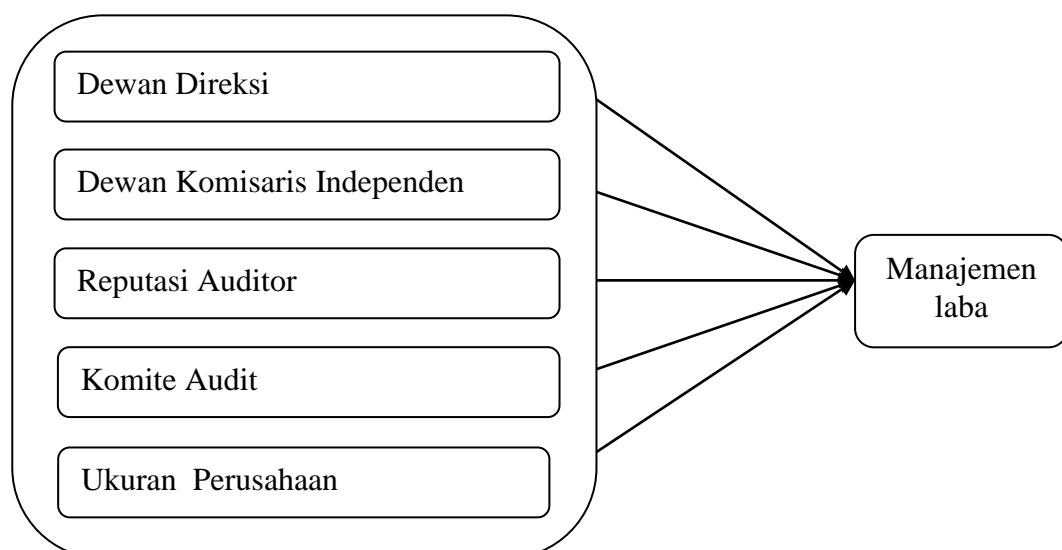 Dewan Direksi
Dewan Komisaris Independen
Reputasi Auditor
Komite Audit
Ukuran  Perusahaan
Manajemen
laba